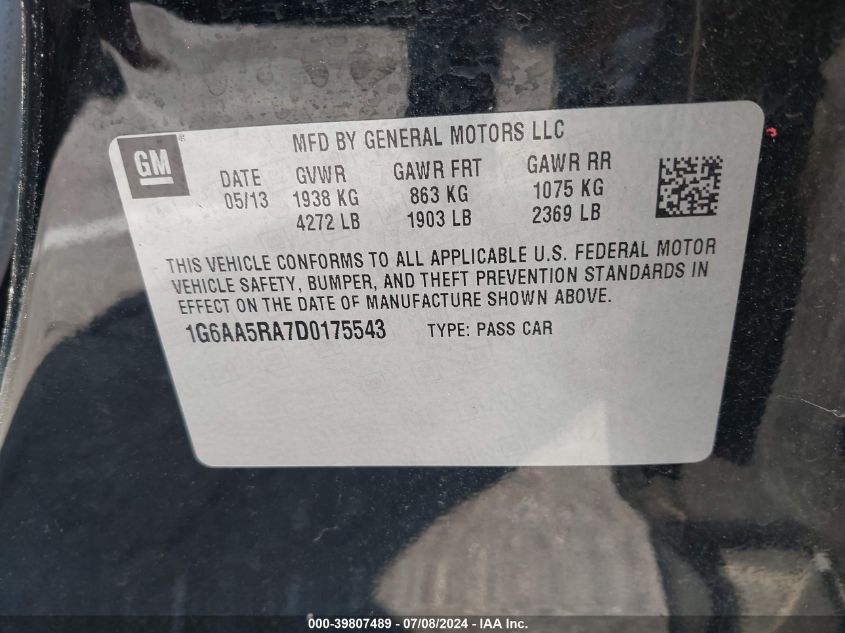 GM
MFD BY GENERAL MOTORS LLC
DATE GVWR GAWR FRT GAWR RR
05/13 1938 KG 863 KG 1075 KG
4272 LB 1903 LB 2369 LB
THIS VEHICLE CONFORMS TO ALL APPLICABLE U.S. FEDERAL MOTOR
VEHICLE SAFETY, BUMPER, AND THEFT PREVENTION STANDARDS IN
EFFECT ON THE DATE OF MANUFACTURE SHOWN ABOVE.
1G6AA5RA7D0175543 TYPE: PASS CAR
000-39807489 - 07/08/2024 - IAA Inc.